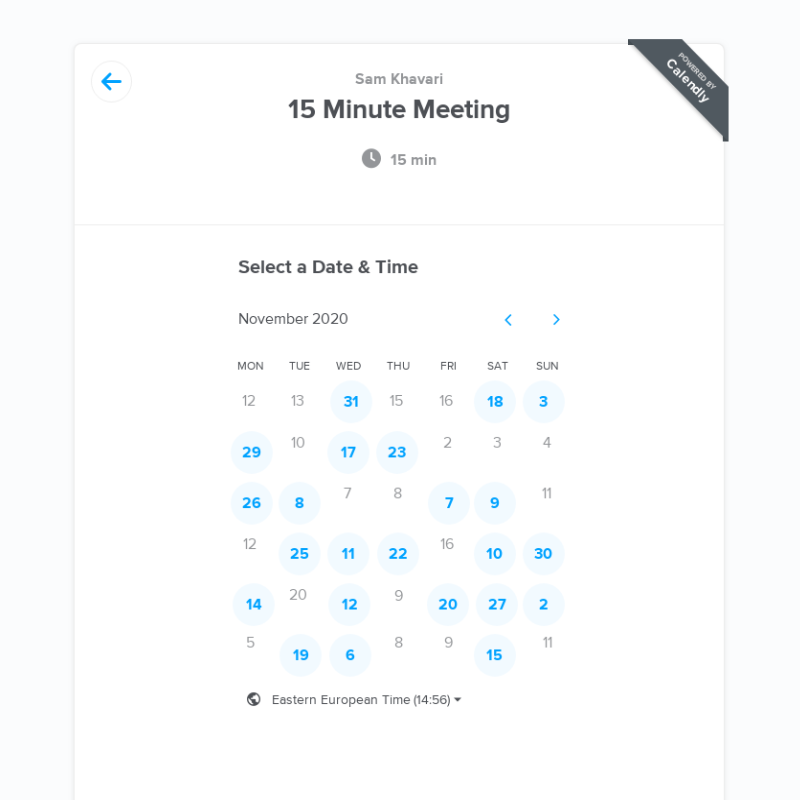 POWERED BY
Calendly
Sam Khavari
15 Minute Meeting
15 min
Select a Date & Time
November 2020
MON TUE WED THU FRI SAT SUN
12 13 31 15 16 18 3
29 10 17 23 2 3 4
26 8 7 8 7 9 11
12 25 11 22 16 10 30
14 20 12 9 20 27 2
5 19 6 8 9 15 11
Eastern European Time (14:56)